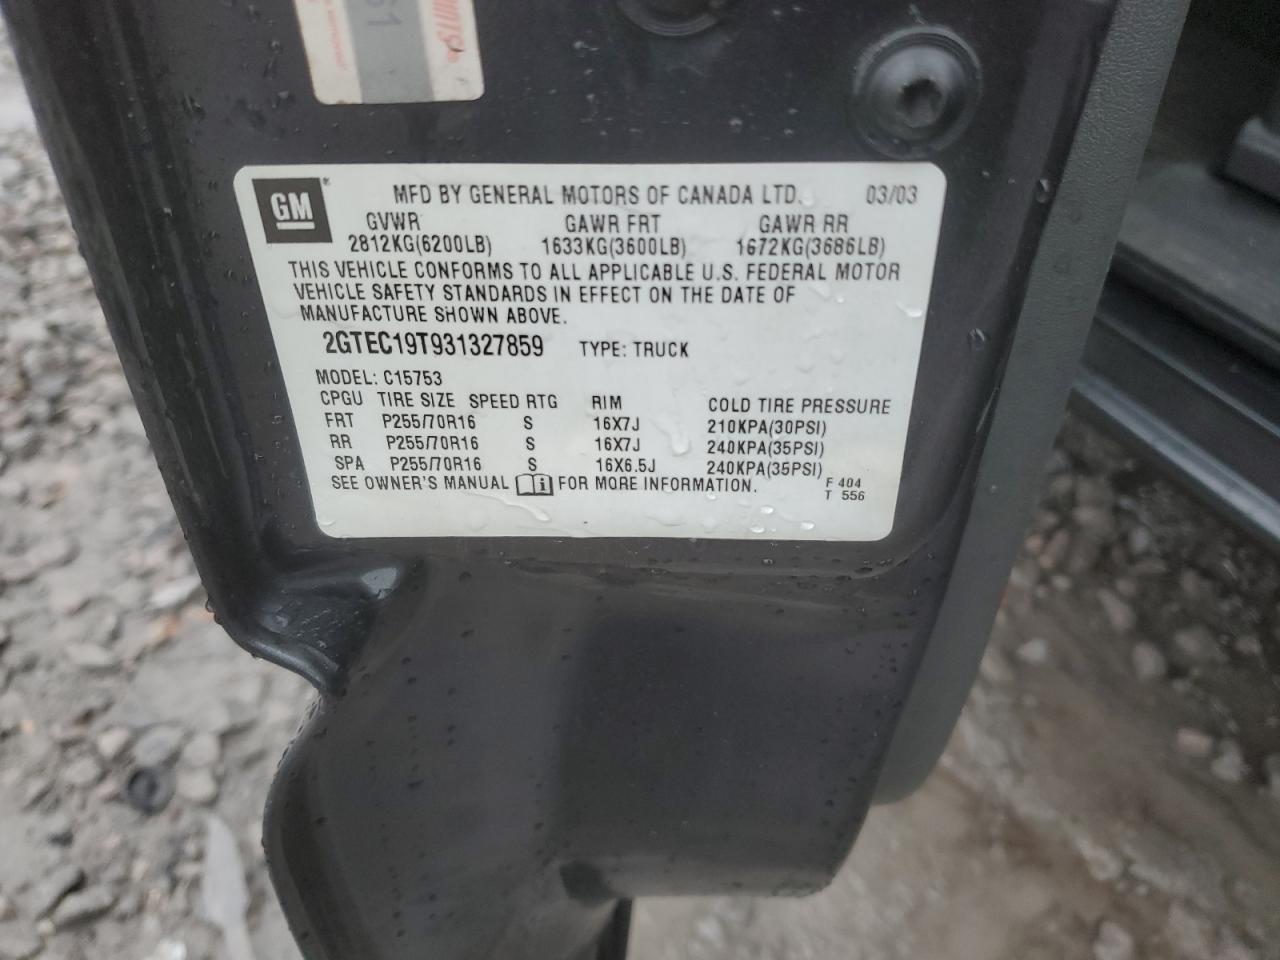 61
GM
MFD BY GENERAL MOTORS OF CANADA LTD. 03/03
GVWR GAWR FRT GAWR RR
2812KG(6200LB) 1633KG(3600LB) 1672KG(3686LB)
THIS VEHICLE CONFORMS TO ALL APPLICABLE U.S. FEDERAL MOTOR
VEHICLE SAFETY STANDARDS IN EFFECT ON THE DATE OF
MANUFACTURE SHOWN ABOVE.
2GTEC19T931327859 TYPE: TRUCK
MODEL: C15753
CPGU TIRE SIZE SPEED RTG RIM COLD TIRE PRESSURE
FRT P255/70R16 S 16X7J 210KPA(30PSI)
RR P255/70R16 S 16X7J 240KPA(35PSI)
SPA P255/70R16 S 16X6.5J 240KPA(35PSI)
SEE OWNER'S MANUAL i FOR MORE INFORMATION. F 404
T 556